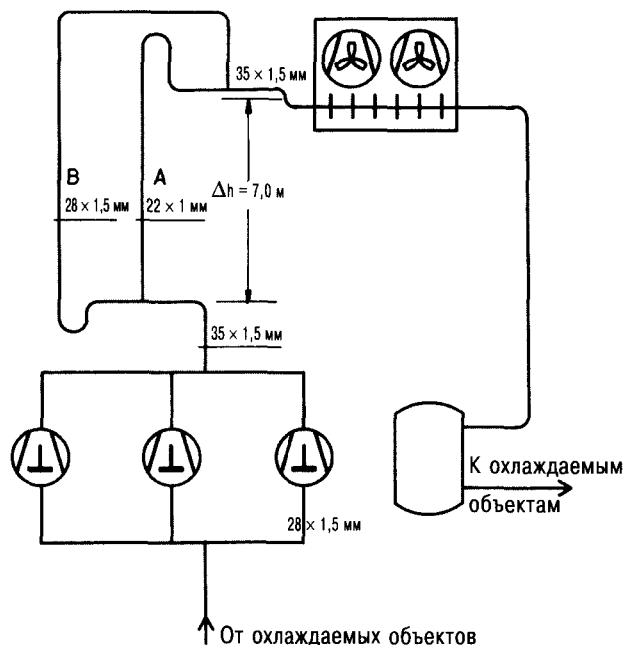 35 × 1,5 мм
B
A
Δh = 7,0 м
28 × 1,5 мм
22 × 1 мм
35 × 1,5 мм
К охлаждаемым
объектам
28 × 1,5 мм
От охлаждаемых объектов